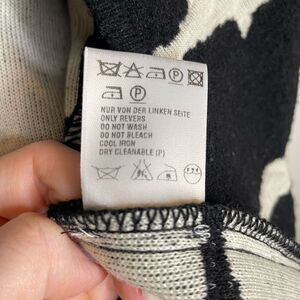 P
P
NUR VON DER LINKEN SEITE
ONLY REVERS
DO NOT WASH
DO NOT BLEACH
COOL IRON
DRY CLEANABLE (P)